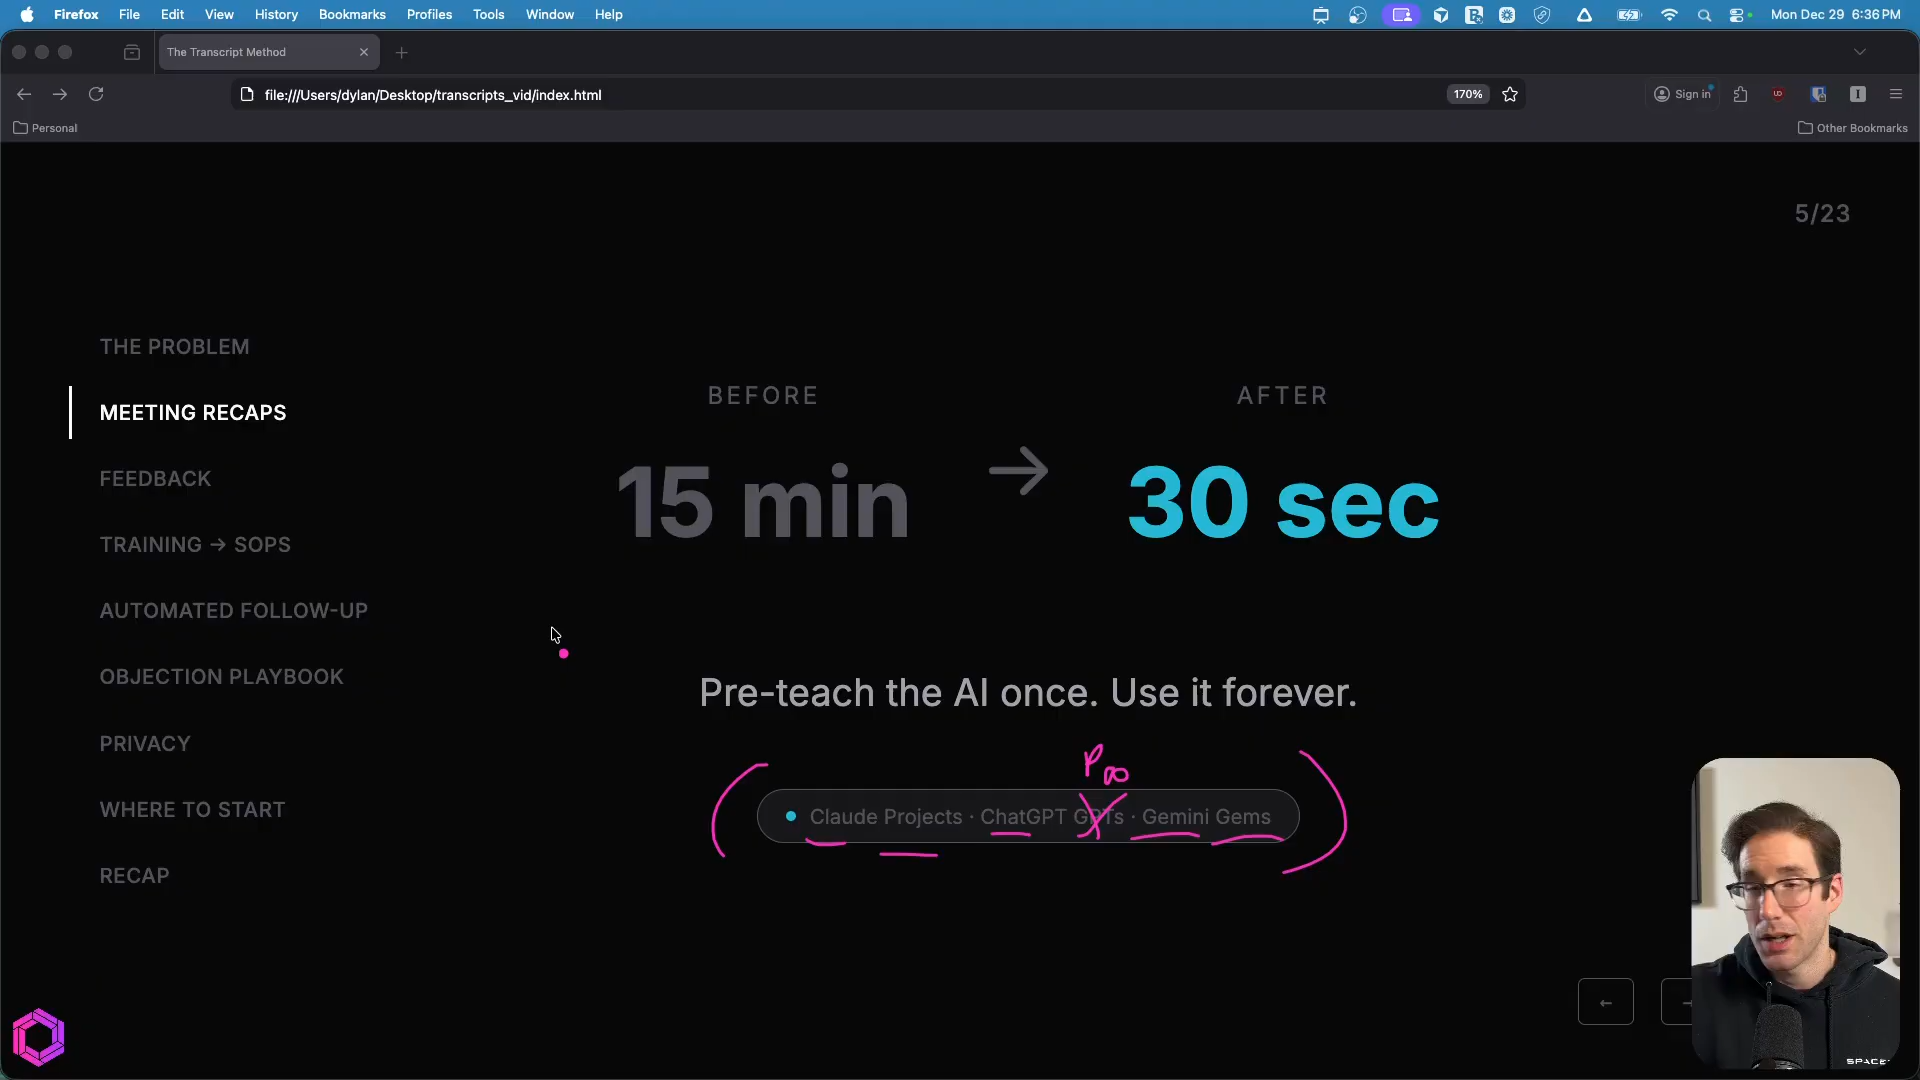 Firefox File Edit View History Bookmarks Profiles Tools Window Help Mon Dec 29 6:36 PM
The Transcript Method
file:///Users/dylan/Desktop/transcripts_vid/index.html 170% Sign in
Personal Other Bookmarks
5/23
THE PROBLEM
MEETING RECAPS
FEEDBACK
TRAINING → SOPS
AUTOMATED FOLLOW-UP
OBJECTION PLAYBOOK
PRIVACY
WHERE TO START
RECAP
BEFORE AFTER
15 min → 30 sec
Pre-teach the AI once. Use it forever.
Claude Projects · ChatGPT GPTs · Gemini Gems